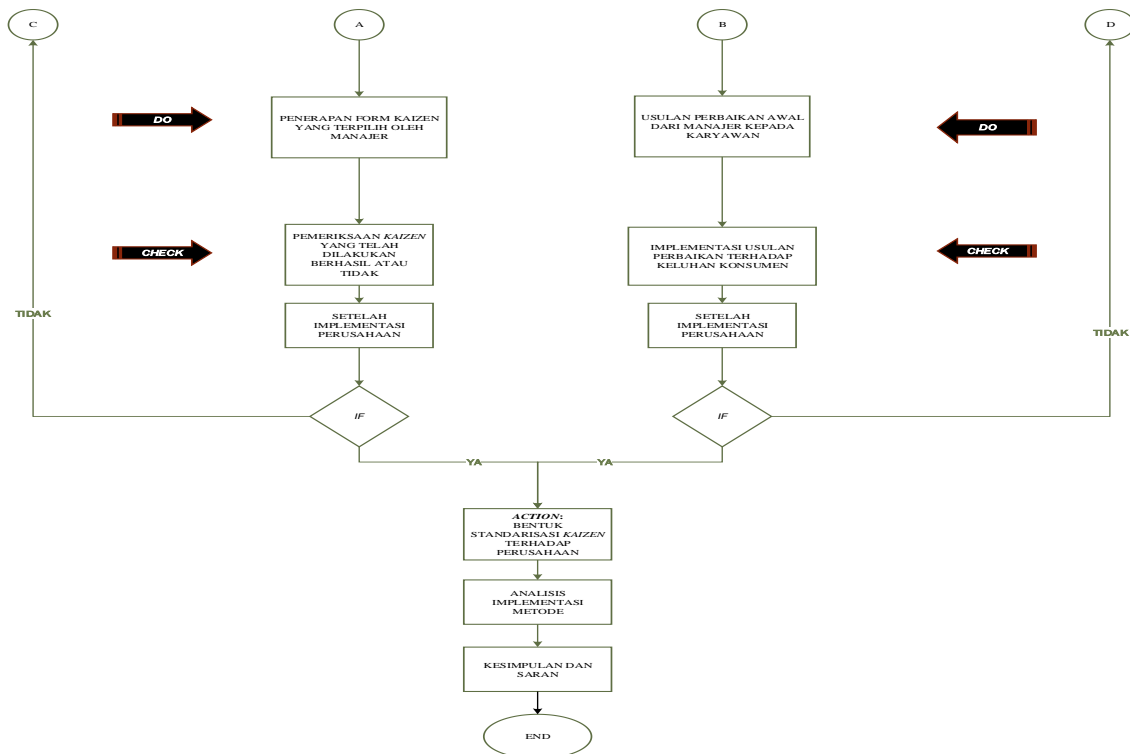 C
A
B
D
DO
PENERAPAN FORM KAIZEN
YANG TERPILIH OLEH
MANAJER
USULAN PERBAIKAN AWAL
DARI MANAJER KEPADA
KARYAWAN
DO
CHECK
PEMERIKSAAN KAIZEN
YANG TELAH
DILAKUKAN
BERHASIL ATAU
TIDAK
IMPLEMENTASI USULAN
PERBAIKAN TERHADAP
KELUHAN KONSUMEN
CHECK
TIDAK
SETELAH
IMPLEMENTASI
PERUSAHAAN
SETELAH
IMPLEMENTASI
PERUSAHAAN
TIDAK
IF
IF
YA
YA
ACTION:
BENTUK
STANDARISASI KAIZEN
TERHADAP
PERUSAHAAN
ANALISIS
IMPLEMENTASI
METODE
KESIMPULAN DAN
SARAN
END